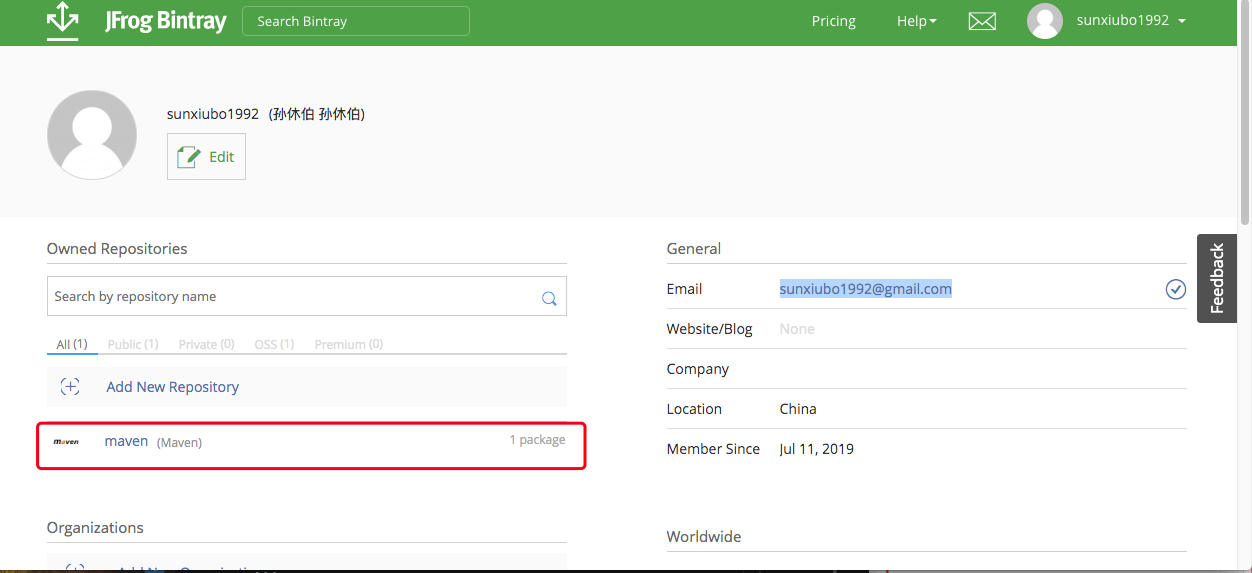 JFrog Bintray Search Bintray Pricing Help sunxiubo1992
sunxiubo1992 (孙休伯 孙休伯)
Edit
Owned Repositories
Search by repository name
All (1) Public (1) Private (0) OSS (1) Premium (0)
Add New Repository
maven maven (Maven) 1 package
Organizations
General
Email sunxiubo1992@gmail.com
Website/Blog None
Company
Location China
Member Since Jul 11, 2019
Worldwide
Feedback